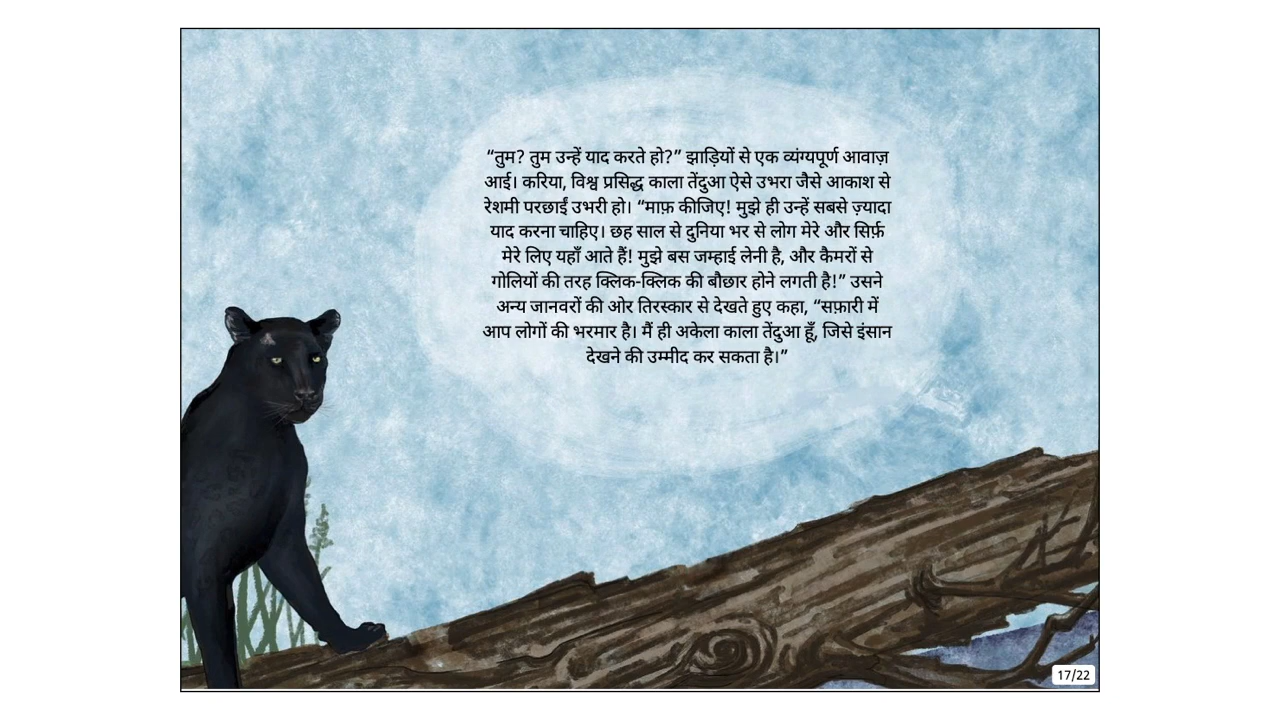 “तुम? तुम उन्हें याद करते हो?” झाड़ियों से एक व्यंग्यपूर्ण आवाज़
आई। करिया, विश्व प्रसिद्ध काला तेंदुआ ऐसे उभरा जैसे आकाश से
रेशमी परछाईं उभरी हो। “माफ़ कीजिए! मुझे ही उन्हें सबसे ज़्यादा
याद करना चाहिए। छह साल से दुनिया भर से लोग मेरे और सिर्फ़
मेरे लिए यहाँ आते हैं! मुझे बस जम्हाई लेनी है, और कैमरों से
गोलियों की तरह क्लिक-क्लिक की बौछार होने लगती है!” उसने
अन्य जानवरों की ओर तिरस्कार से देखते हुए कहा, “सफ़ारी में
आप लोगों की भरमार है। मैं ही अकेला काला तेंदुआ हूँ, जिसे इंसान
देखने की उम्मीद कर सकता है।”
17/22